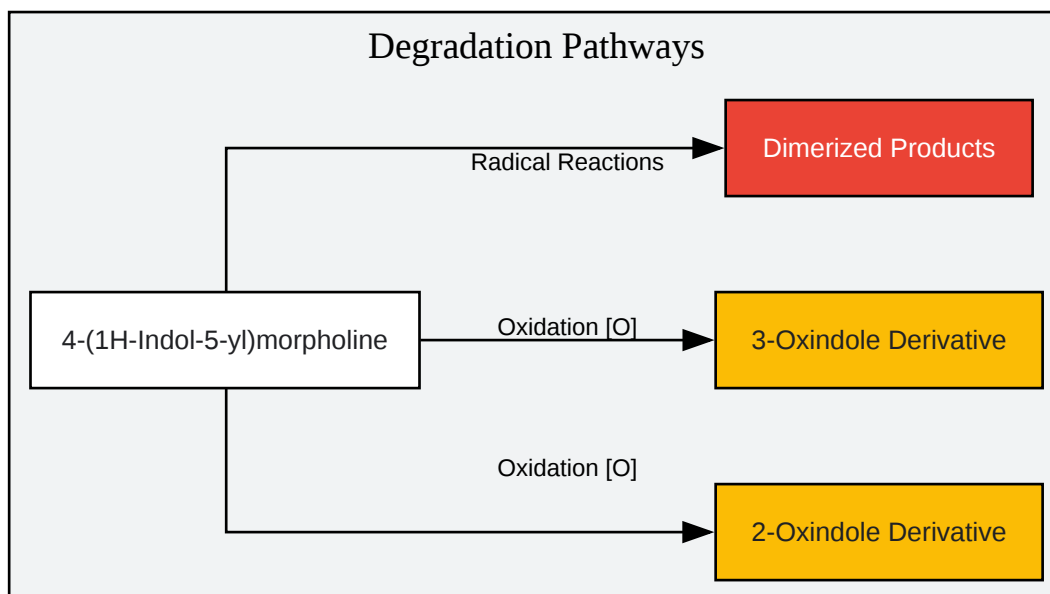 Degradation Pathways
Dimerized Products
Radical Reactions
4-(1H-Indol-5-yl)morpholine
Oxidation [O]
3-Oxindole Derivative
Oxidation [O]
2-Oxindole Derivative